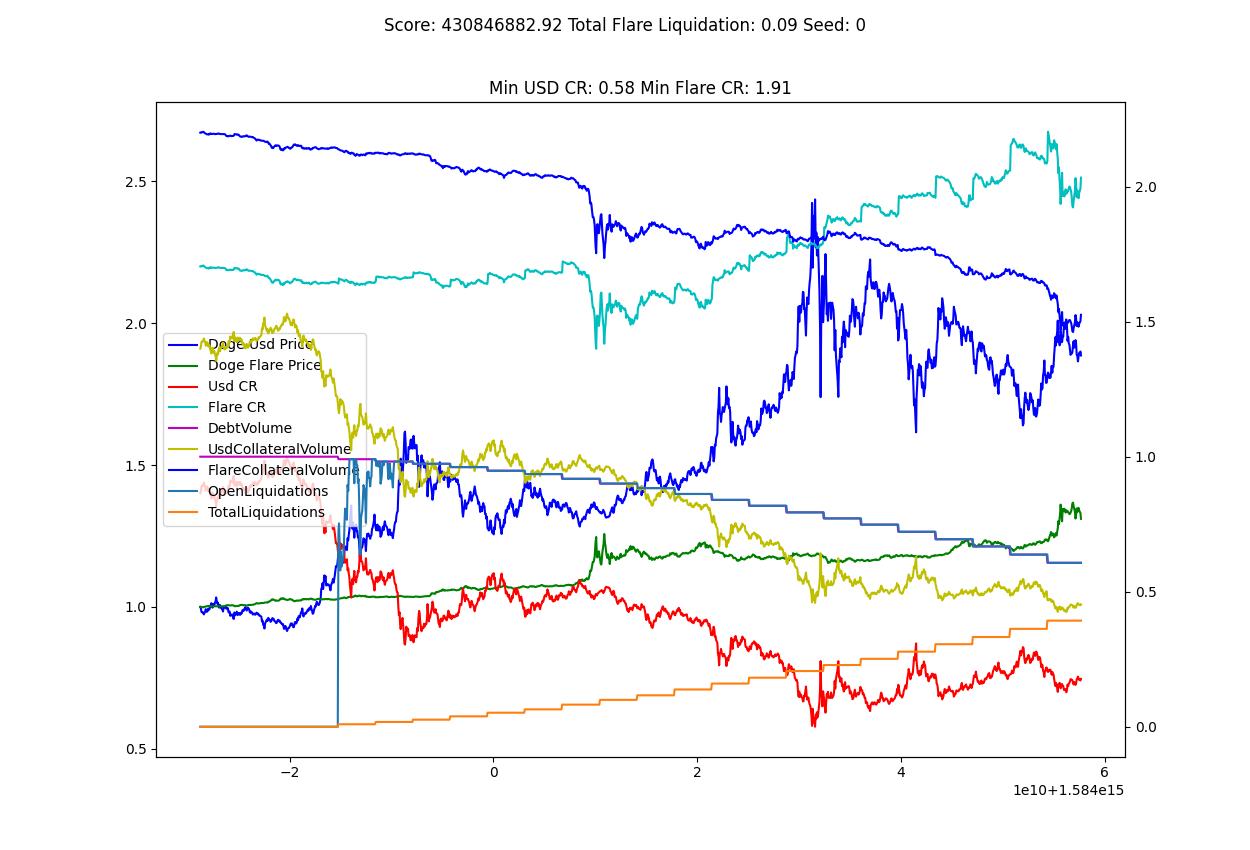 Score: 430846882.92 Total Flare Liquidation: 0.09 Seed: 0
Min USD CR: 0.58 Min Flare CR: 1.91
2.5
2.0
1.5
1.0
0.5
2.0
1.5
1.0
0.5
0.0
Doge Usd Price
Doge Flare Price
Usd CR
Flare CR
DebtVolume
UsdCollateralVolume
FlareCollateralVolume
OpenLiquidations
TotalLiquidations
−2 0 2 4 6
1e10+1.584e15